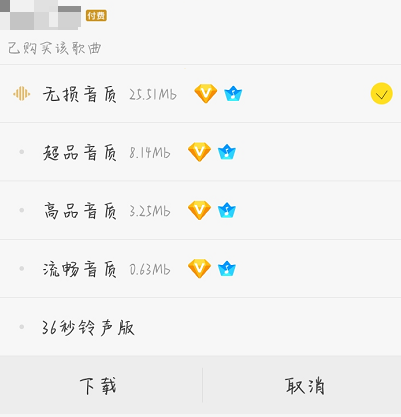 付费
已购买该歌曲
无损音质 25.51Mb
超品音质 8.14Mb
高品音质 3.25Mb
流畅音质 0.63Mb
36秒铃声版
下载 取消